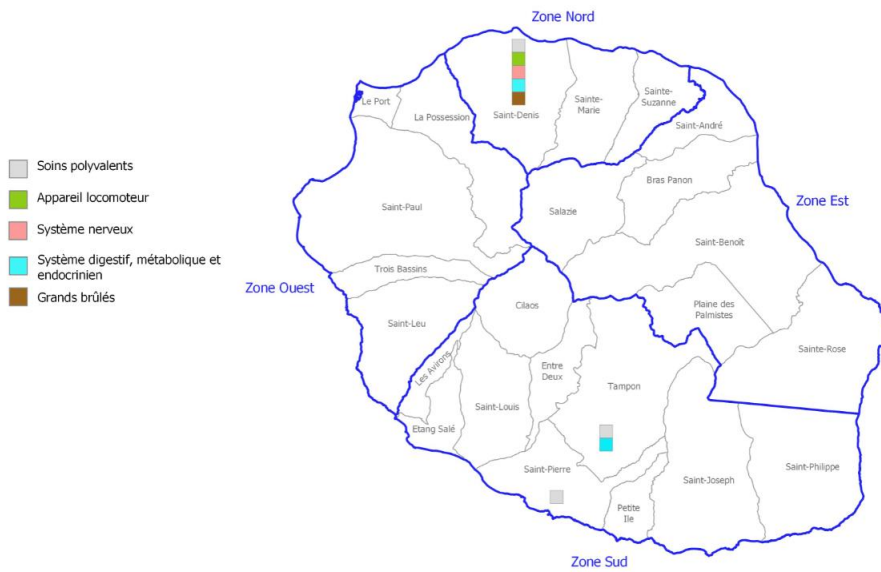 Zone Nord
Le Port
La Possession
Saint-Denis
Sainte-
Marie
Sainte-
Suzanne
Saint-André
Soins polyvalents
Appareil locomoteur
Système nerveux
Système digestif, métabolique et
endocrinien
Grands brûlés
Saint-Paul
Salazie
Bras Panon
Zone Est
Saint-Benoît
Trois Bassins
Zone Ouest
Cilaos
Plaine des
Palmistes
Saint-Leu
Sainte-Rose
Les Avirons
Entre
Deux
Tampon
Saint-Louis
Etang Salé
Saint-Pierre
Saint-Joseph
Saint-Philippe
Petite
Ile
Zone Sud